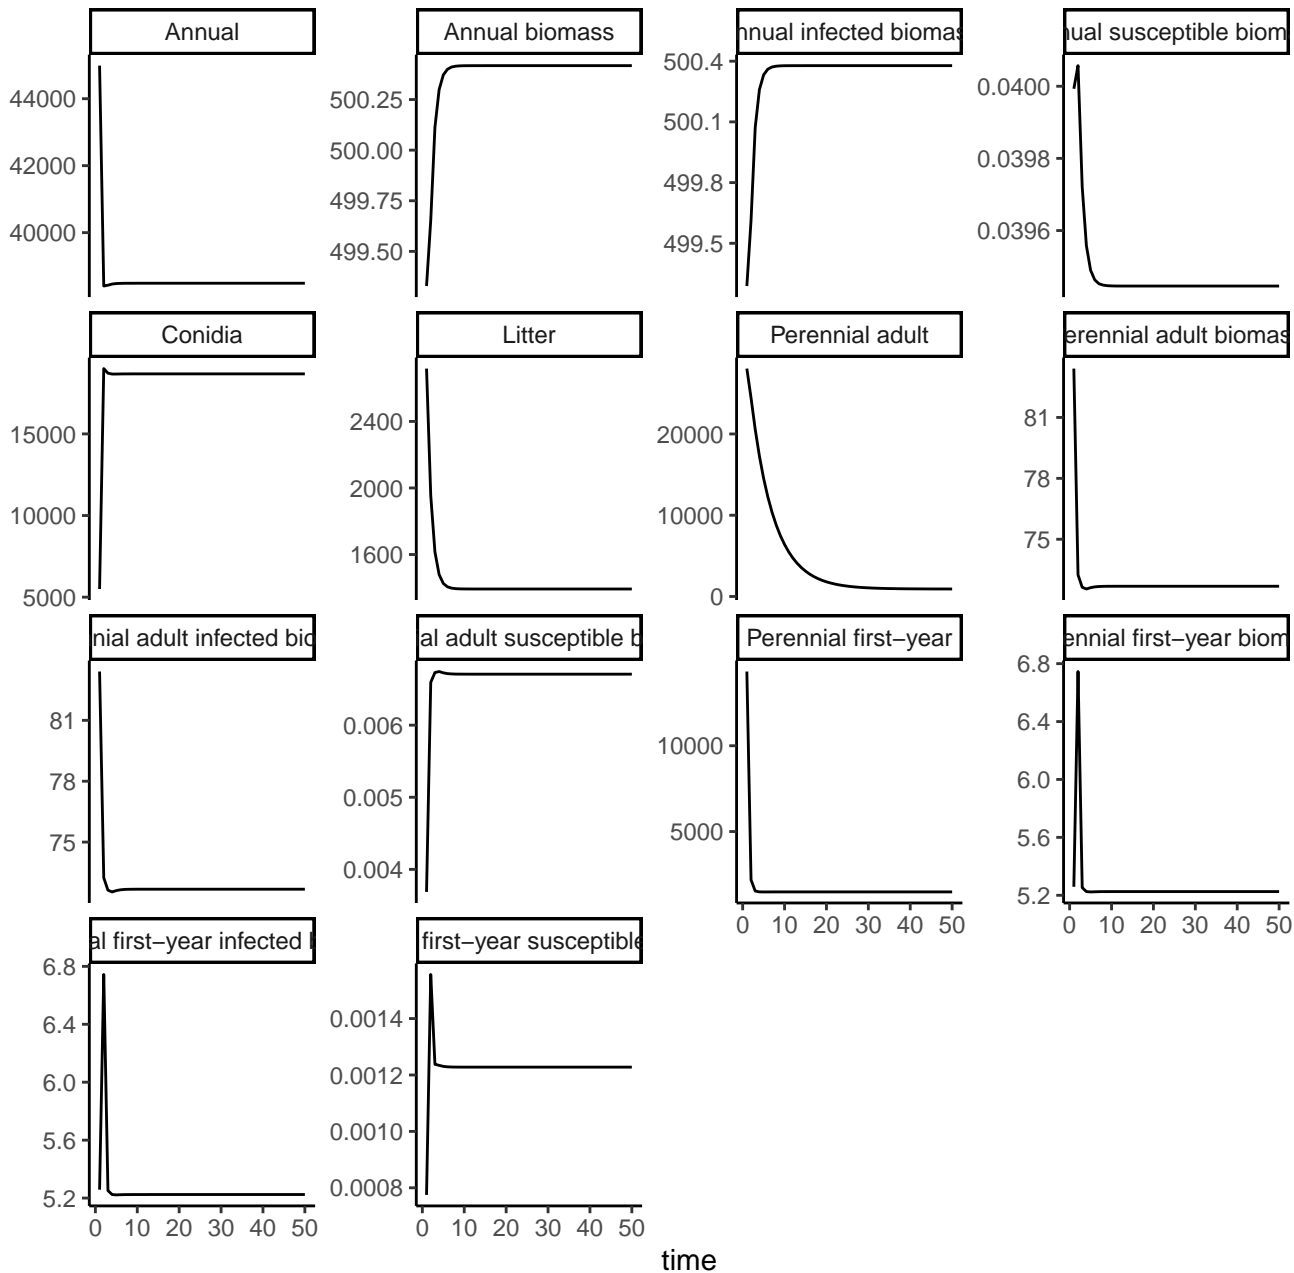 Annual
Annual biomass
nnual infected biomas
nual susceptible biom
44000
42000
40000
500.25
500.00
499.75
499.50
500.4
500.1
499.8
499.5
0.0400
0.0398
0.0396
Conidia
Litter
Perennial adult
erennial adult biomas
15000
10000
5000
2400
2000
1600
20000
10000
0
81
78
75
nial adult infected bio
al adult susceptible b
Perennial first−year
ennial first−year biom
81
78
75
0.006
0.005
0.004
10000
5000
6.8
6.4
6.0
5.6
5.2
0 10 20 30 40 50
0 10 20 30 40 50
al first−year infected b
first−year susceptible
6.8
6.4
6.0
5.6
5.2
0.0014
0.0012
0.0010
0.0008
0 10 20 30 40 50
0 10 20 30 40 50
time